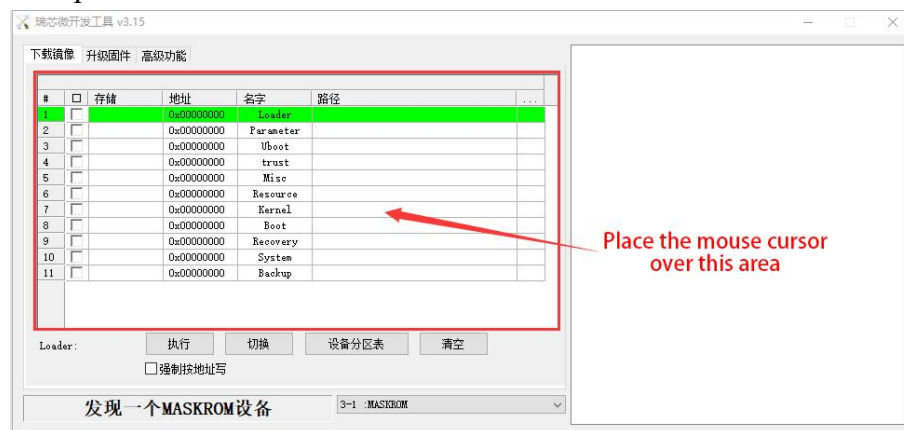 瑞芯微开发工具 v3.15
下载镜像 升级固件 高级功能
# 存储 地址 名字 路径 ...
1 0x00000000 Loader
2 0x00000000 Parameter
3 0x00000000 Uboot
4 0x00000000 trust
5 0x00000000 Misc
6 0x00000000 Resource
7 0x00000000 Kernel
8 0x00000000 Boot
9 0x00000000 Recovery
10 0x00000000 System
11 0x00000000 Backup
Place the mouse cursor
over this area
Loader: 执行 切换 设备分区表 清空
强制按地址写
发现一个MASKROM设备 3-1 :MASKROM